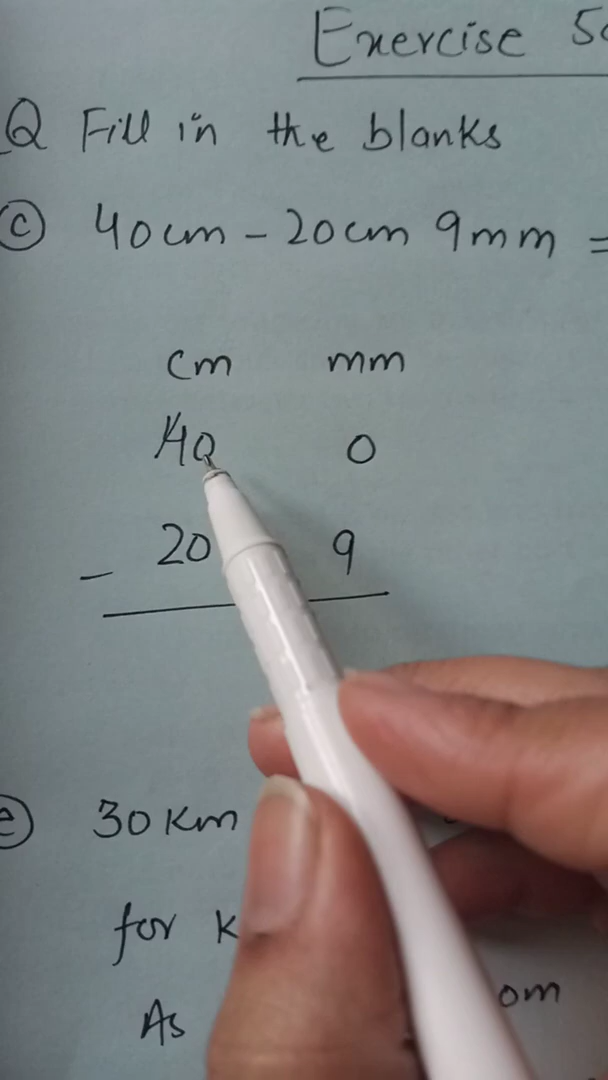 Exercise 5
Q Fill in the blanks
(c) 40cm - 20cm 9mm =
cm mm
40 0
- 20 9
e) 30 Km
for K
As om